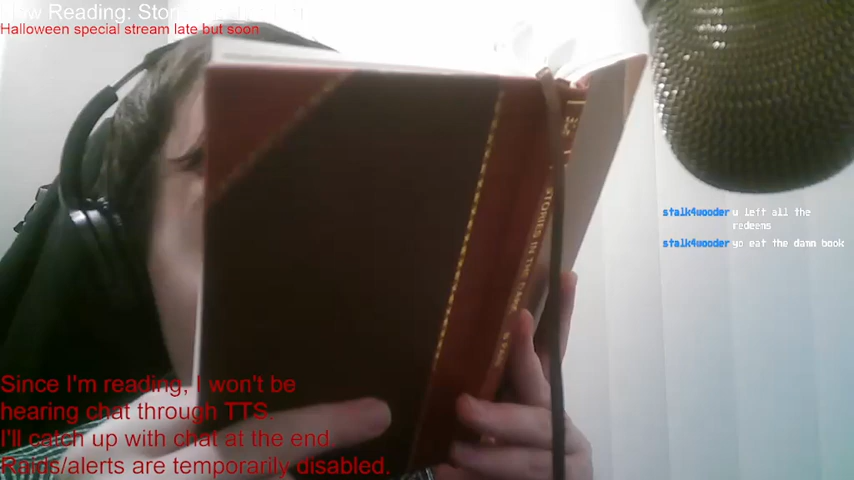 Reading: Sto
Halloween special stream late but soon
stalk4wooder u left all the
redeems
stalk4wooder yo eat the damn book
STORIES IN THE DARK
Since I'm reading, I won't be
hearing chat through TTS.
I'll catch up with chat at the end.
Raids/alerts are temporarily disabled.